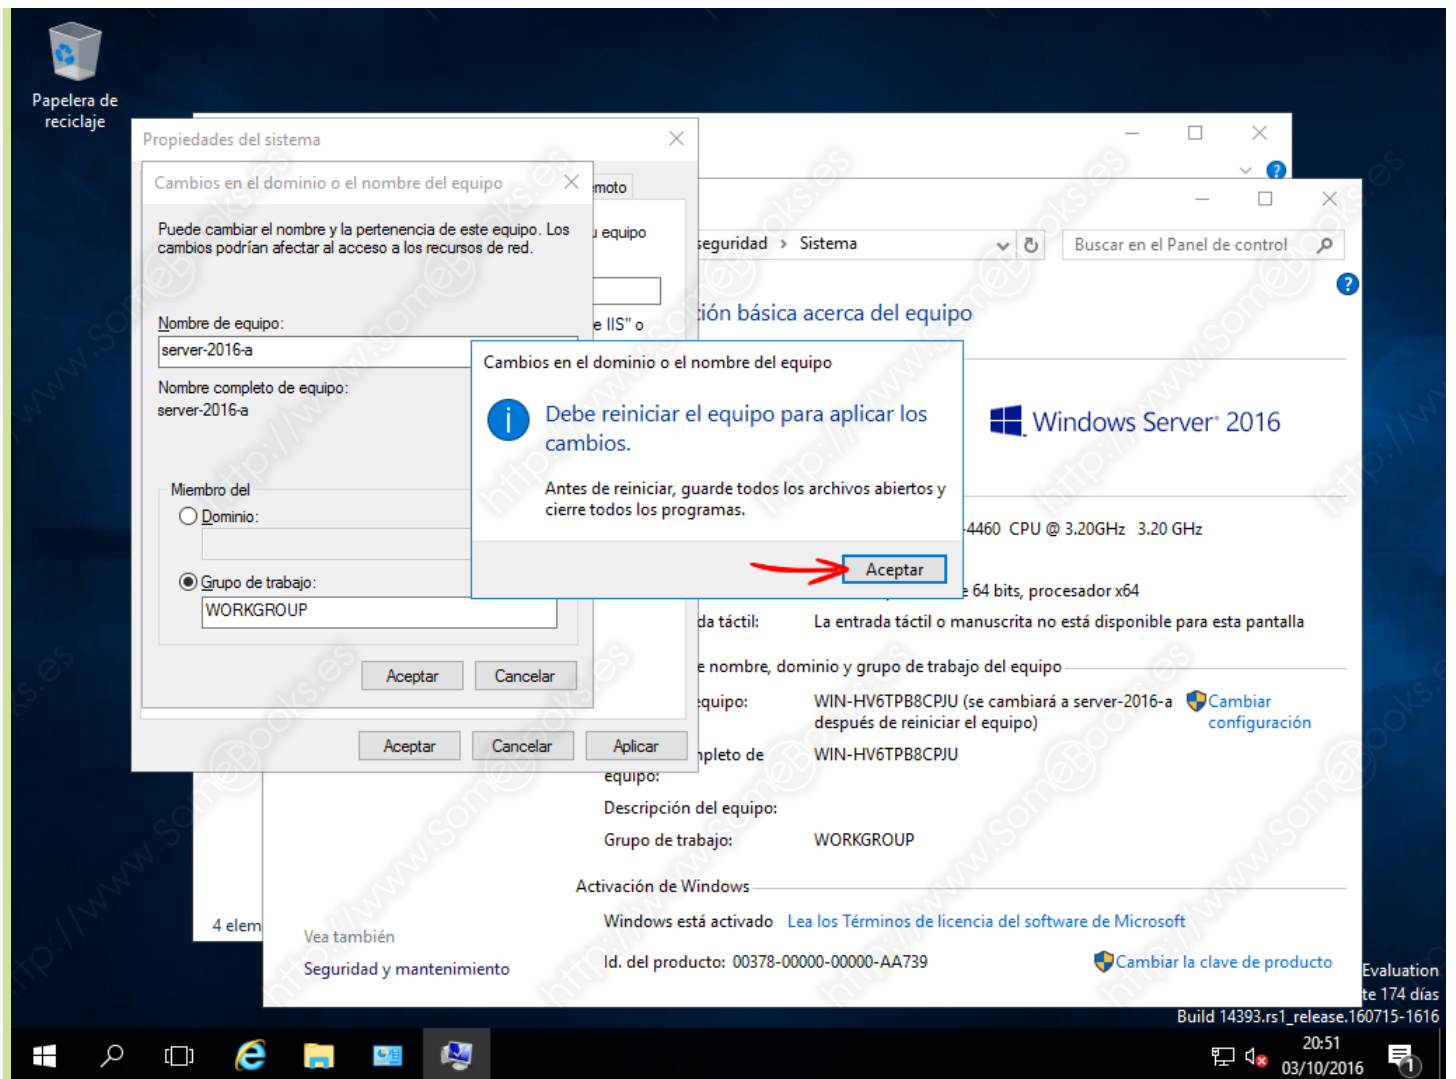 Papelera de
reciclaje
Propiedades del sistema
Cambios en el dominio o el nombre del equipo
Puede cambiar el nombre y la pertenencia de este equipo. Los
cambios podrían afectar al acceso a los recursos de red.
Nombre de equipo:
server-2016-a
Nombre completo de equipo:
server-2016-a
Miembro del
Dominio:
Grupo de trabajo:
WORKGROUP
Aceptar Cancelar
Aceptar Cancelar Aplicar
emoto
u equipo
e IIS" o
Cambios en el dominio o el nombre del equipo
Debe reiniciar el equipo para aplicar los
cambios.
Antes de reiniciar, guarde todos los archivos abiertos y
cierre todos los programas.
Aceptar
seguridad > Sistema
Buscar en el Panel de control
ción básica acerca del equipo
Windows Server® 2016
-4460 CPU @ 3.20GHz 3.20 GHz
e 64 bits, procesador x64
da táctil: La entrada táctil o manuscrita no está disponible para esta pantalla
e nombre, dominio y grupo de trabajo del equipo
equipo: WIN-HV6TPB8CPJU (se cambiará a server-2016-a
después de reiniciar el equipo)
Cambiar
configuración
mpleto de WIN-HV6TPB8CPJU
equipo:
Descripción del equipo:
Grupo de trabajo: WORKGROUP
Activación de Windows
Windows está activado Lea los Términos de licencia del software de Microsoft
Id. del producto: 00378-00000-00000-AA739 Cambiar la clave de producto
4 elem
Vea también
Seguridad y mantenimiento
Evaluation
te 174 días
Build 14393.rs1_release.160715-1616
20:51
03/10/2016
1
http://www.SomeBooks.es